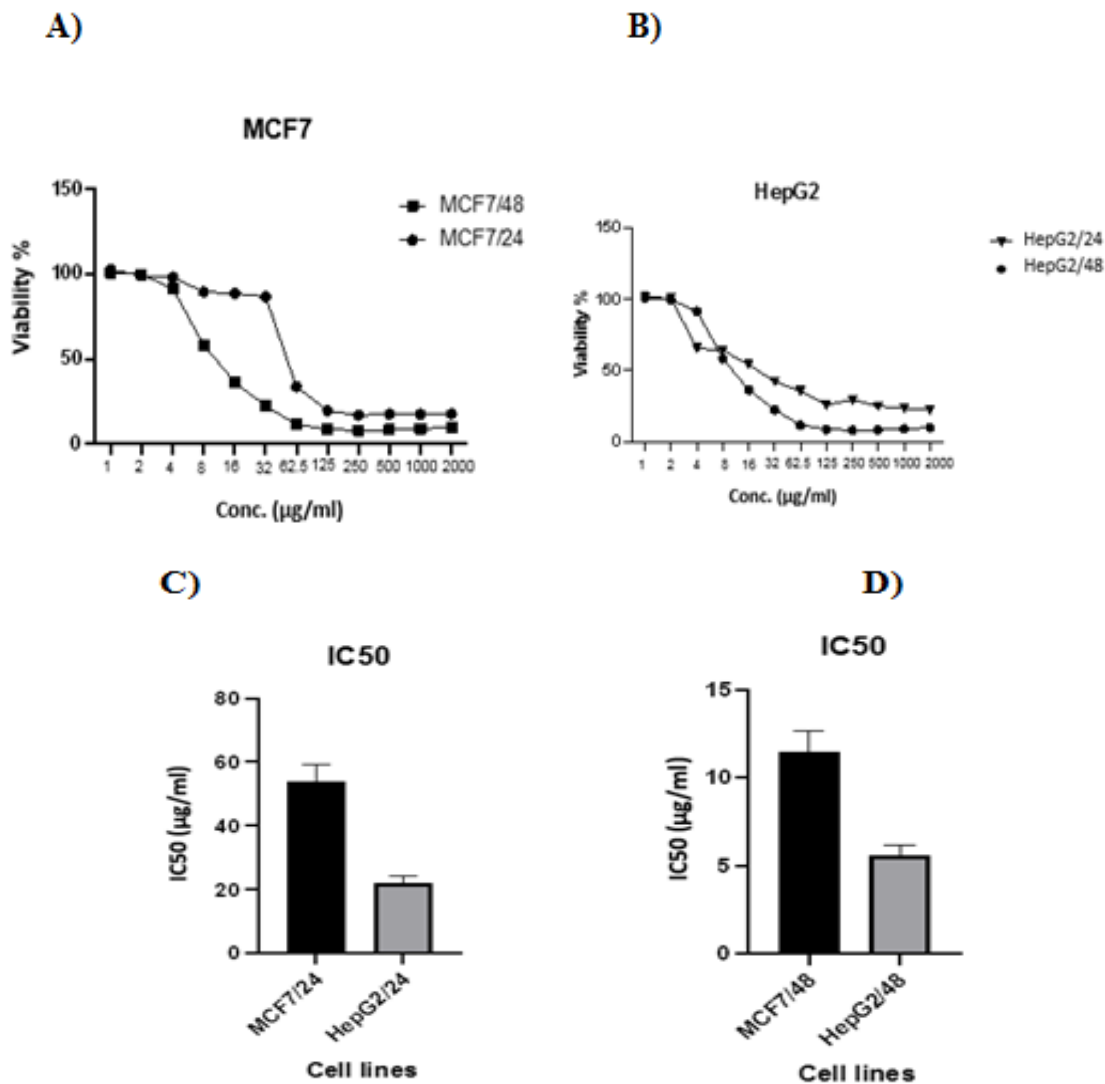 A)
MCF7
150
100
50
0
Viability %
MCF7/48
MCF7/24
1 2 4 8 16 32 62.5 125 250 500 1000 2000
Conc. (µg/ml)
B)
HepG2
150
100
50
0
Viability %
HepG2/24
HepG2/48
1 2 4 8 16 32 62.5 125 250 500 1000 2000
Conc. (µg/ml)
C)
IC50
80
60
40
20
0
IC50 (µg/ml)
MCF7/24
HepG2/24
Cell lines
D)
IC50
15
10
5
0
IC50 (µg/ml)
MCF7/48
HepG2/48
Cell lines